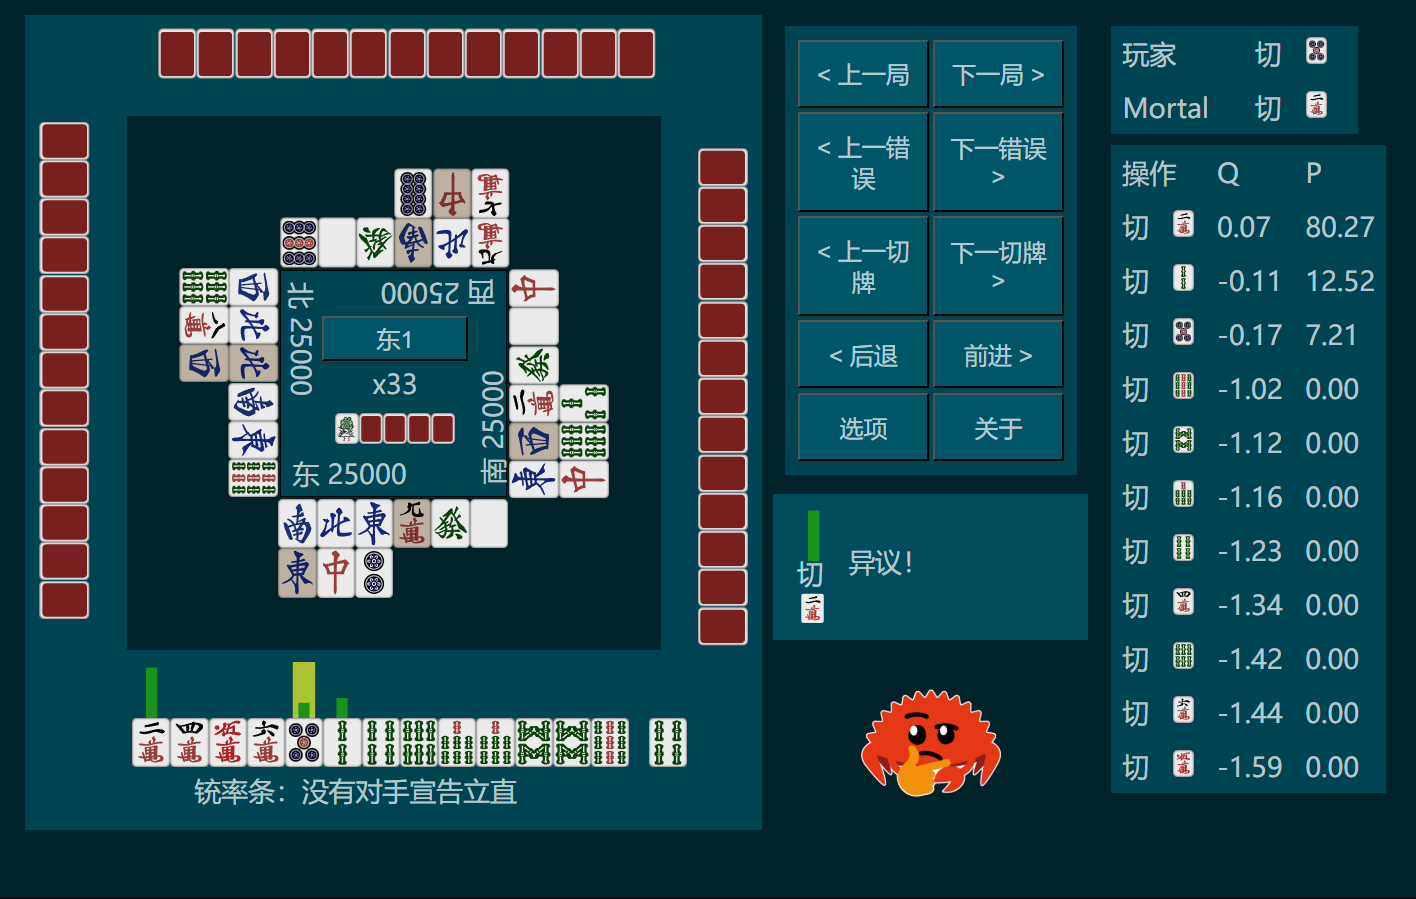 北 25000
西 25000
东1
x33
南 25000
东 25000
铳率条：没有对手宣告立直
< 上一局
下一局 >
< 上一错误
下一错误 >
< 上一切牌
下一切牌 >
< 后退
前进 >
选项
关于
切
异议！
玩家 切
Mortal 切
操作 Q P
切 0.07 80.27
切 -0.11 12.52
切 -0.17 7.21
切 -1.02 0.00
切 -1.12 0.00
切 -1.16 0.00
切 -1.23 0.00
切 -1.34 0.00
切 -1.42 0.00
切 -1.44 0.00
切 -1.59 0.00